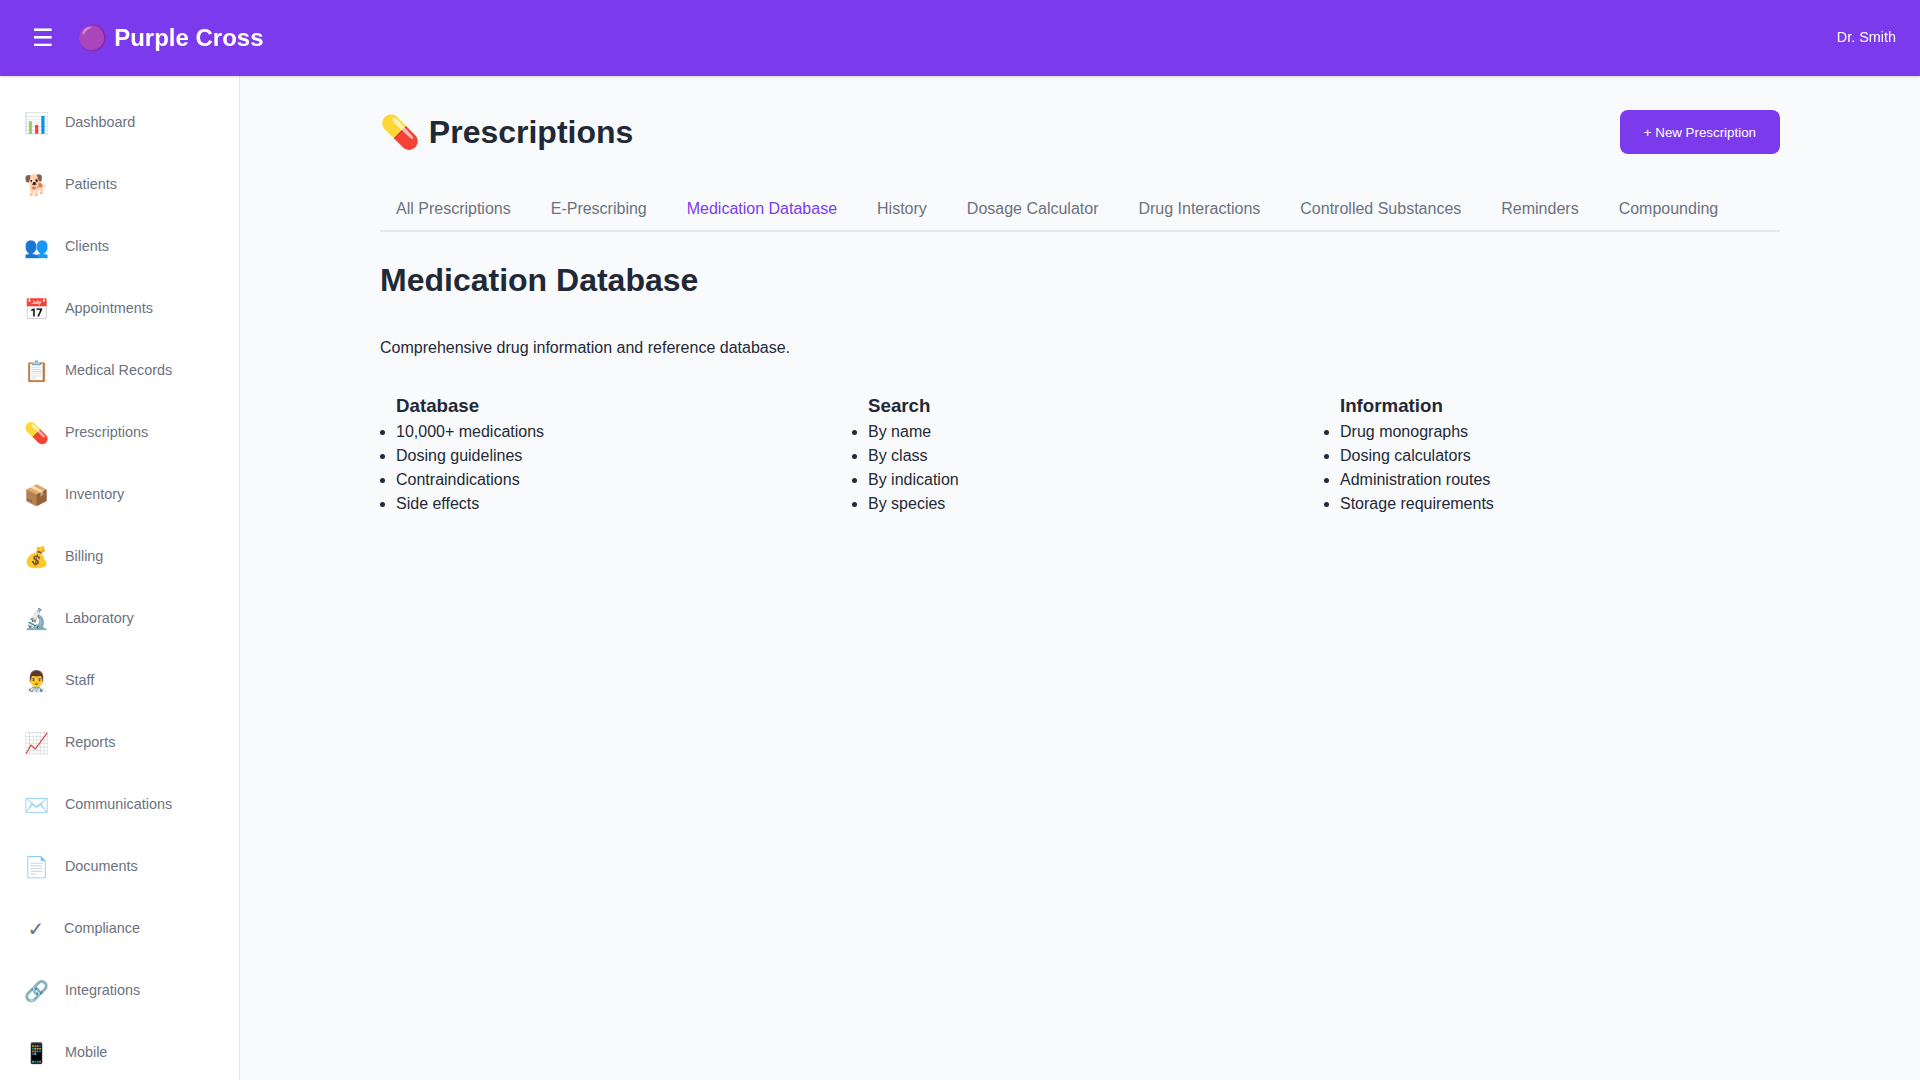 ☰ Purple Cross
Dr. Smith
Dashboard
Patients
Clients
Appointments
Medical Records
Prescriptions
Inventory
Billing
Laboratory
Staff
Reports
Communications
Documents
✓ Compliance
Integrations
Mobile
Prescriptions
+ New Prescription
All Prescriptions
E-Prescribing
Medication Database
History
Dosage Calculator
Drug Interactions
Controlled Substances
Reminders
Compounding
Medication Database
Comprehensive drug information and reference database.
Database
• 10,000+ medications
• Dosing guidelines
• Contraindications
• Side effects
Search
• By name
• By class
• By indication
• By species
Information
• Drug monographs
• Dosing calculators
• Administration routes
• Storage requirements